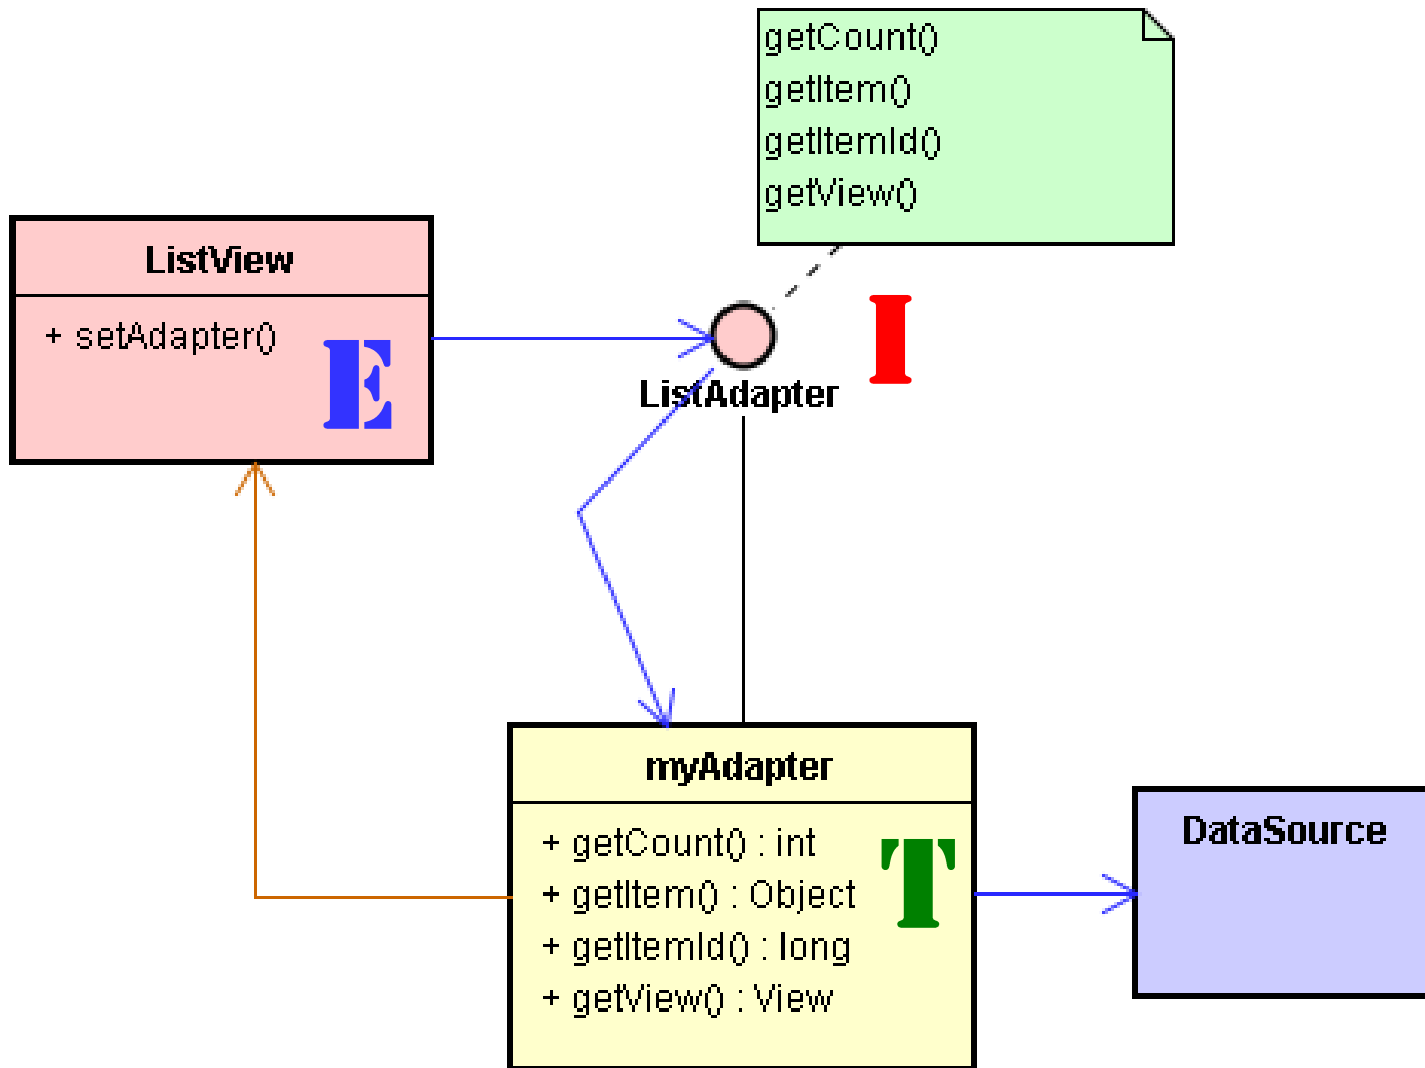 getCount()
getItem()
getItemId()
getView()
ListView
+ setAdapter()
E
I
ListAdapter
myAdapter
+ getCount() : int
+ getItem() : Object
+ getItemId() : long
+ getView() : View
T
DataSource